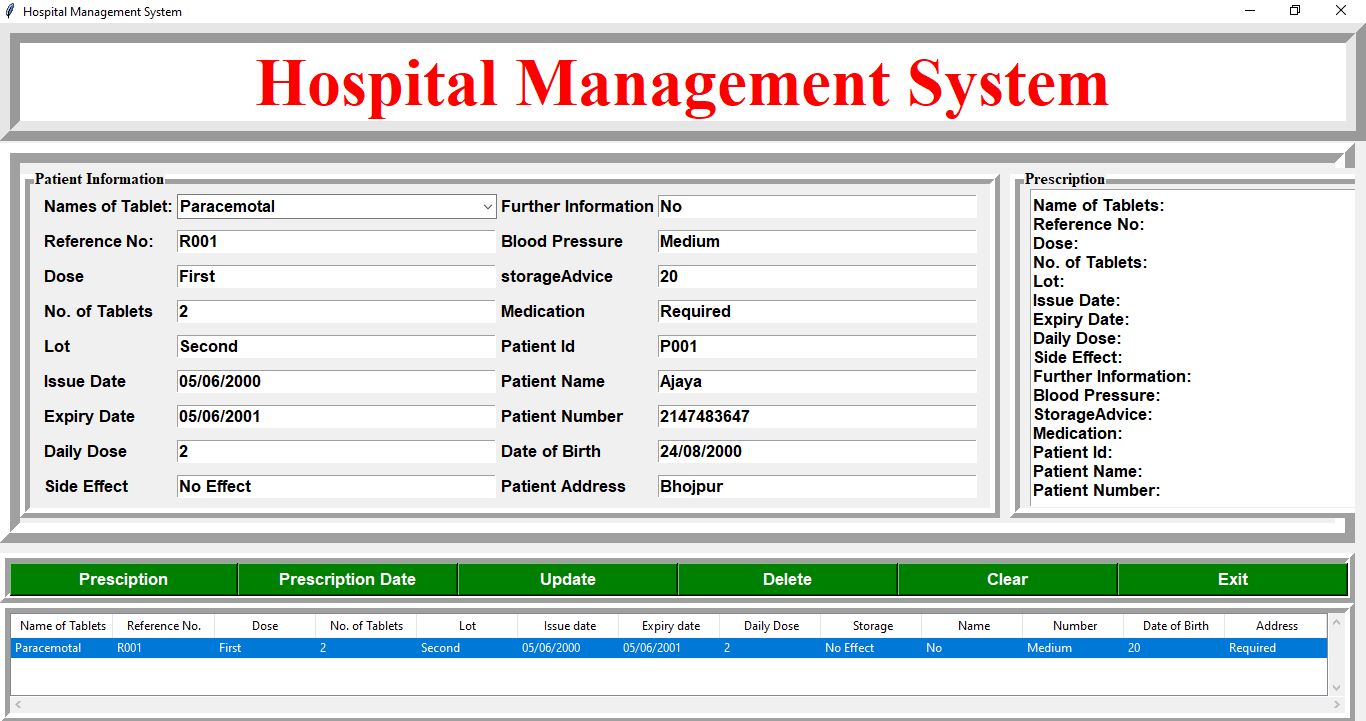 Hospital Management System
Hospital Management System
Patient Information
Names of Tablet: Paracemotal Further Information No
Reference No: R001 Blood Pressure Medium
Dose First storageAdvice 20
No. of Tablets 2 Medication Required
Lot Second Patient Id P001
Issue Date 05/06/2000 Patient Name Ajaya
Expiry Date 05/06/2001 Patient Number 2147483647
Daily Dose 2 Date of Birth 24/08/2000
Side Effect No Effect Patient Address Bhojpur
Prescription
Name of Tablets:
Reference No:
Dose:
No. of Tablets:
Lot:
Issue Date:
Expiry Date:
Daily Dose:
Side Effect:
Further Information:
Blood Pressure:
StorageAdvice:
Medication:
Patient Id:
Patient Name:
Patient Number:
Presciption Prescription Date Update Delete Clear Exit
Name of Tablets Reference No. Dose No. of Tablets Lot Issue date Expiry date Daily Dose Storage Name Number Date of Birth Address
Paracemotal R001 First 2 Second 05/06/2000 05/06/2001 2 No Effect No Medium 20 Required